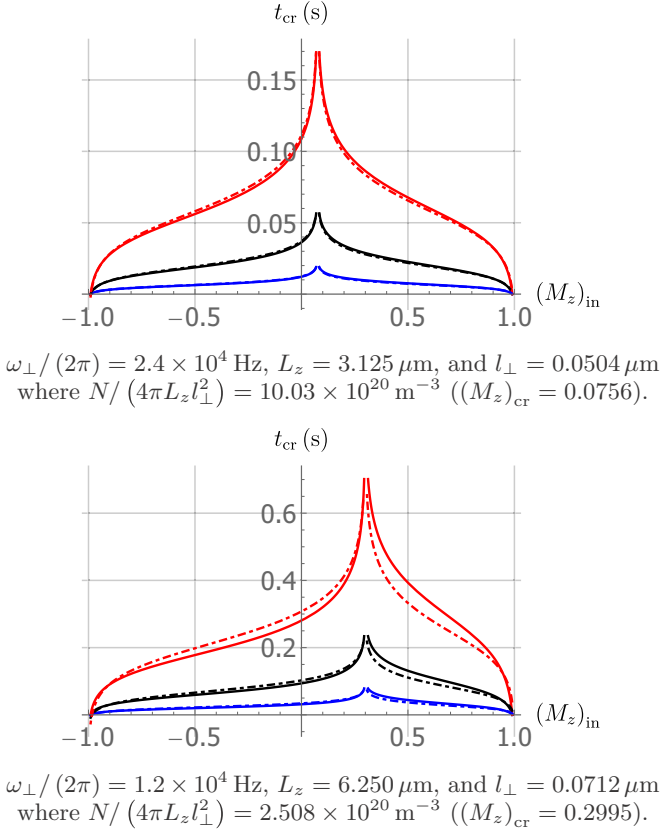 t_cr (s)
0.15
0.10
0.05
(M_z)_in
−1.0 −0.5 0.5 1.0
ω_⊥/(2π) = 2.4 × 10^4 Hz, L_z = 3.125 μm, and l_⊥ = 0.0504 μm
where N/(4πL_z l_⊥^2) = 10.03 × 10^20 m^−3 ((M_z)_cr = 0.0756).
t_cr (s)
0.6
0.4
0.2
(M_z)_in
−1.0 −0.5 0.5 1.0
ω_⊥/(2π) = 1.2 × 10^4 Hz, L_z = 6.250 μm, and l_⊥ = 0.0712 μm
where N/(4πL_z l_⊥^2) = 2.508 × 10^20 m^−3 ((M_z)_cr = 0.2995).